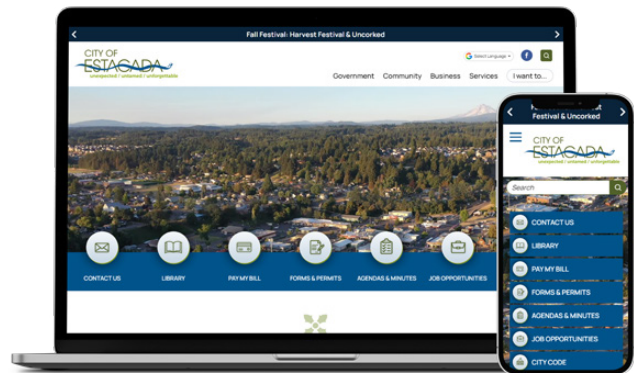 Fall Festival: Harvest Festival & Uncorked
CITY OF
ESTACADA
unexpected / untamed / unforgettable
Select Language
Government Community Business Services I want to...
CONTACT US LIBRARY PAY MY BILL FORMS & PERMITS AGENDAS & MINUTES JOB OPPORTUNITIES
Festival & Uncorked
CITY OF
ESTACADA
unexpected / untamed / unforgettable
Search
CONTACT US
LIBRARY
PAY MY BILL
FORMS & PERMITS
AGENDAS & MINUTES
JOB OPPORTUNITIES
CITY CODE